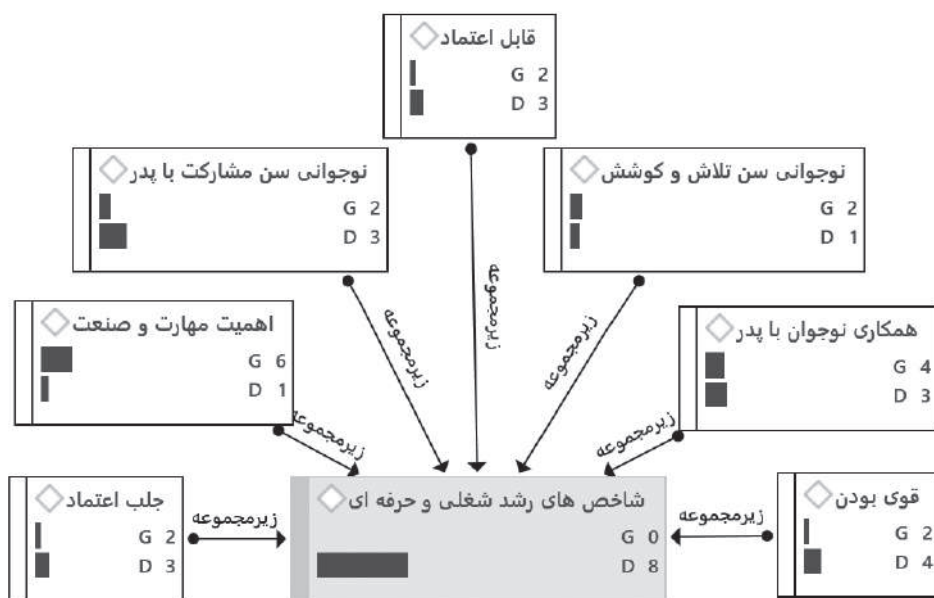 قابل اعتماد
G 2
D 3
نوجوانی سن تلاش و کوشش
G 2
D 1
نوجوانی سن مشارکت با پدر
G 2
D 3
زیرمجموعه
زیرمجموعه
زیرمجموعه
همکاری نوجوان با پدر
G 4
D 3
اهمیت مهارت و صنعت
G 6
D 1
زیرمجموعه
زیرمجموعه
قوی بودن
G 2
D 4
زیرمجموعه
شاخص های رشد شغلی و حرفه ای
G 0
D 8
زیرمجموعه
جلب اعتماد
G 2
D 3